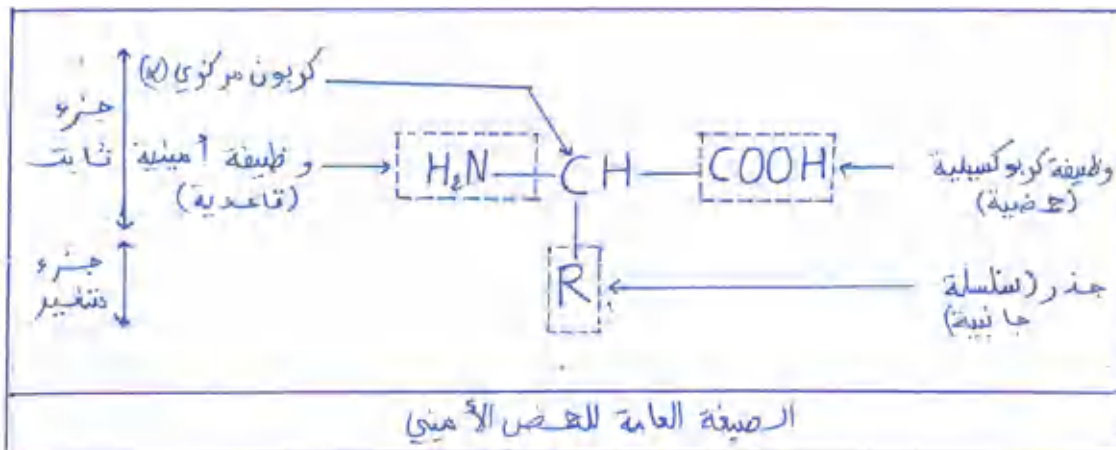 كربون مركزي (α)
جزء
ثابت
وظيفة أمينية
(قاعدية)
H₂N — CH — COOH
وظيفة كربوكسيلية
(حمضية)
R
جزء
متغير
جذر (سلسلة
جانبية)
الصيغة العامة للحمض الأميني